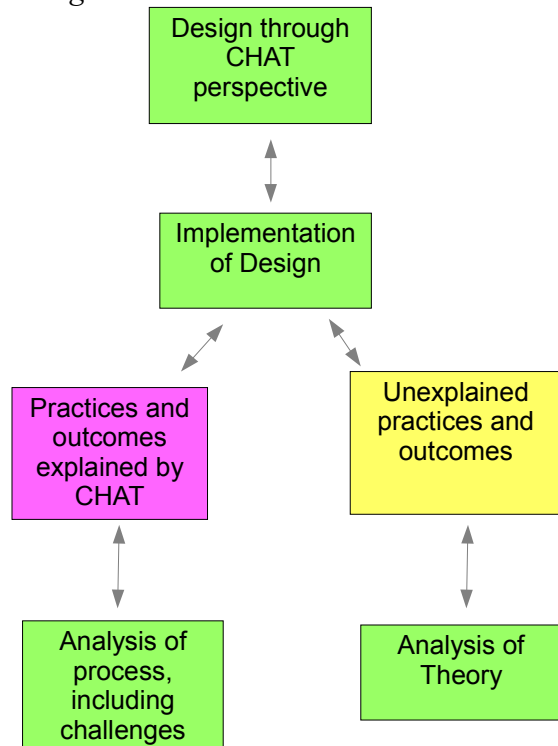 Design through
CHAT
perspective
Implementation
of Design
Practices and
outcomes
explained by
CHAT
Unexplained
practices and
outcomes
Analysis of
process,
including
challenges
Analysis of
Theory